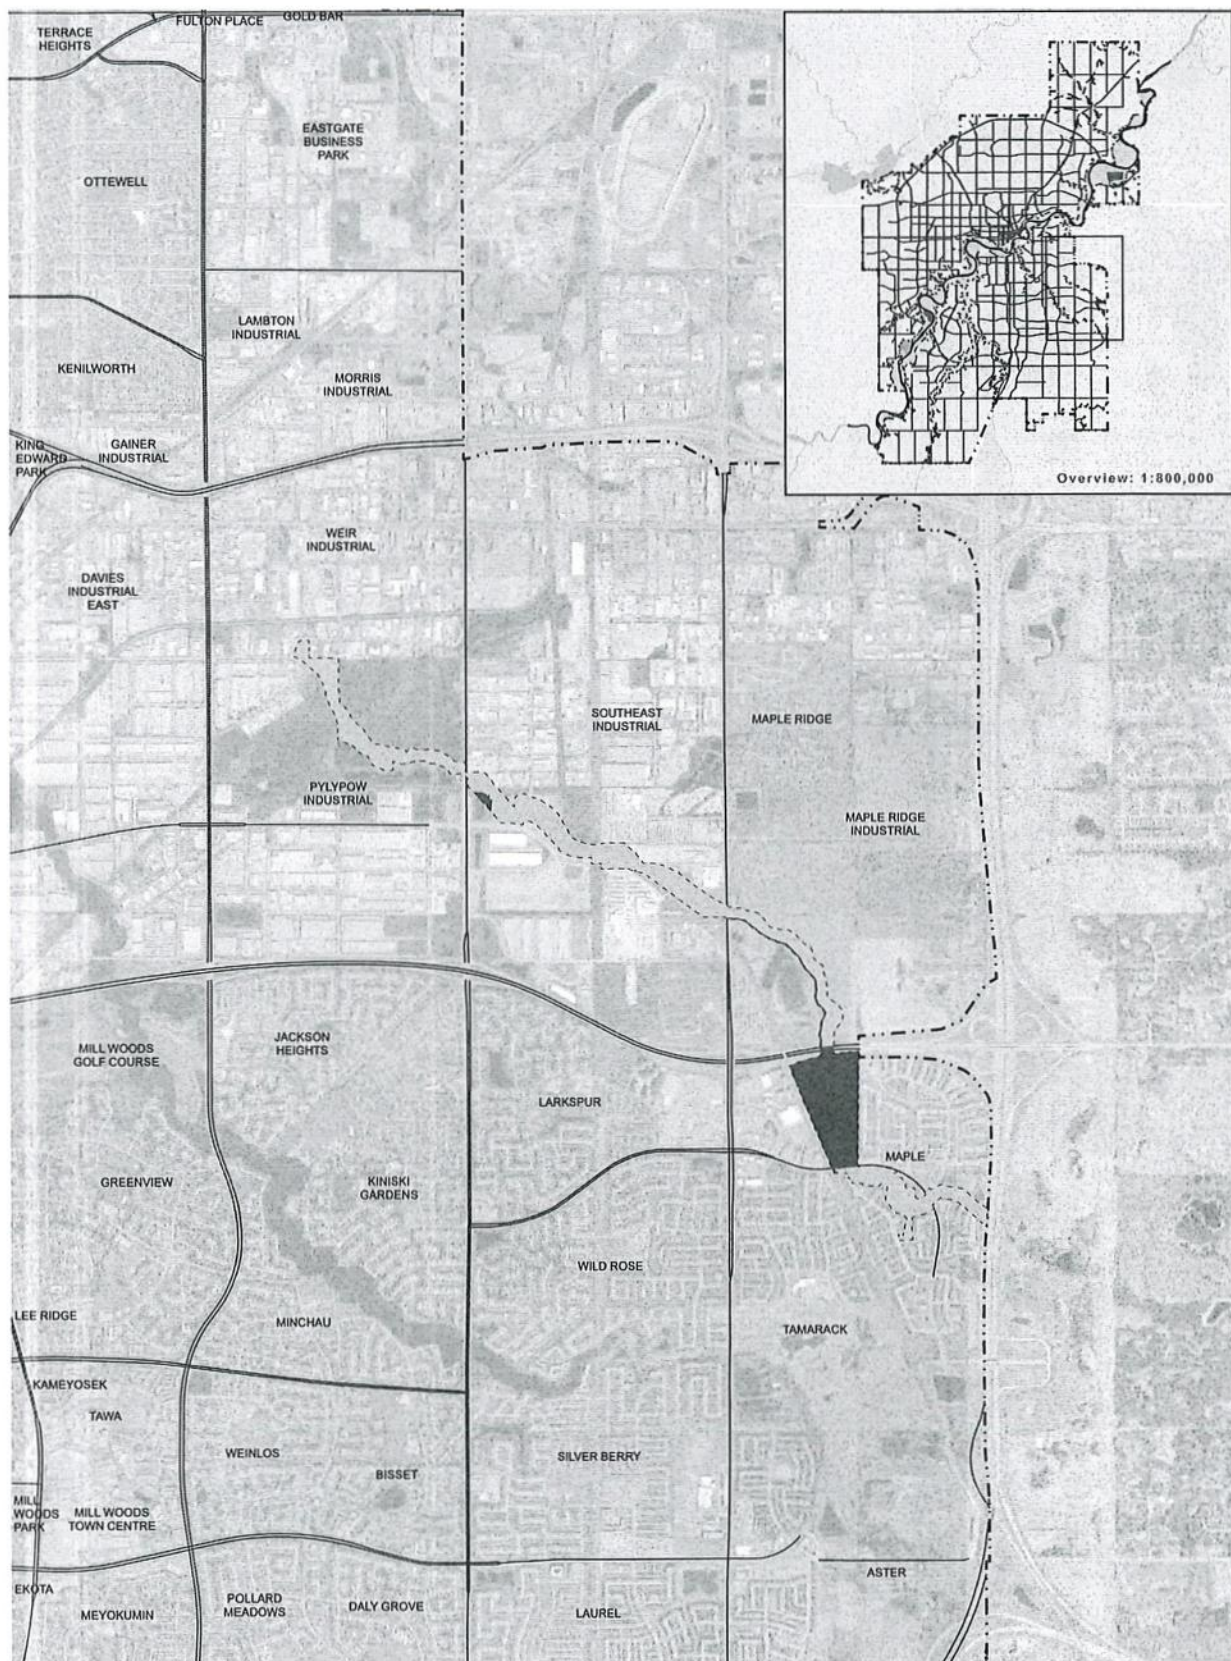 GOLD BAR
FULTON PLACE
TERRACE
HEIGHTS
EASTGATE
BUSINESS
PARK
OTTEWELL
LAMBTON
INDUSTRIAL
KENILWORTH
MORRIS
INDUSTRIAL
KING
EDWARD
PARK
GAINER
INDUSTRIAL
Overview: 1:800,000
WEIR
INDUSTRIAL
DAVIES
INDUSTRIAL
EAST
SOUTHEAST
INDUSTRIAL
MAPLE RIDGE
PYLYPOW
INDUSTRIAL
MAPLE RIDGE
INDUSTRIAL
MILL WOODS
GOLF COURSE
JACKSON
HEIGHTS
LARKSPUR
MAPLE
GREENVIEW
KINISKI
GARDENS
WILD ROSE
LEE RIDGE
MINCHAU
TAMARACK
KAMEYOSEK
TAWA
WEINLOS
BISSET
SILVER BERRY
MILL
WOODS
PARK
MILL WOODS
TOWN CENTRE
ASTER
EKOTA
MEYOKUMIN
POLLARD
MEADOWS
DALY GROVE
LAUREL